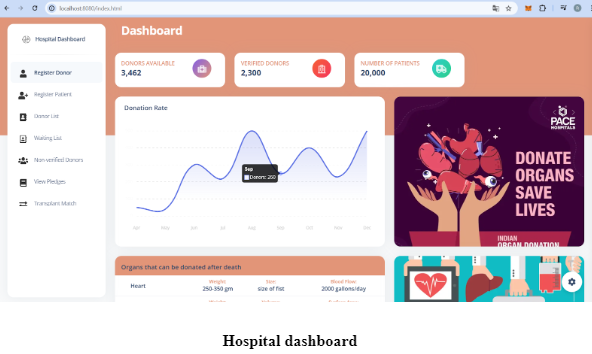 localhost:8080/index.html
Hospital Dashboard
Register Donor
Register Patient
Donor List
Waiting List
Non-verified Donors
View Pledges
Transplant Match
Dashboard
DONORS AVAILABLE
3,462
VERIFIED DONORS
2,300
NUMBER OF PATIENTS
20,000
Donation Rate
Sep
Donors: 260
Apr May Jun Jul Aug Sep Oct Nov Dec
PACE
HOSPITALS
DONATE
ORGANS
SAVE
LIVES
INDIAN
ORGAN DONATION
Organs that can be donated after death
Heart
Weight:
250-350 gm
Size:
size of fist
Blood Flow:
2000 gallons/day
Hospital dashboard